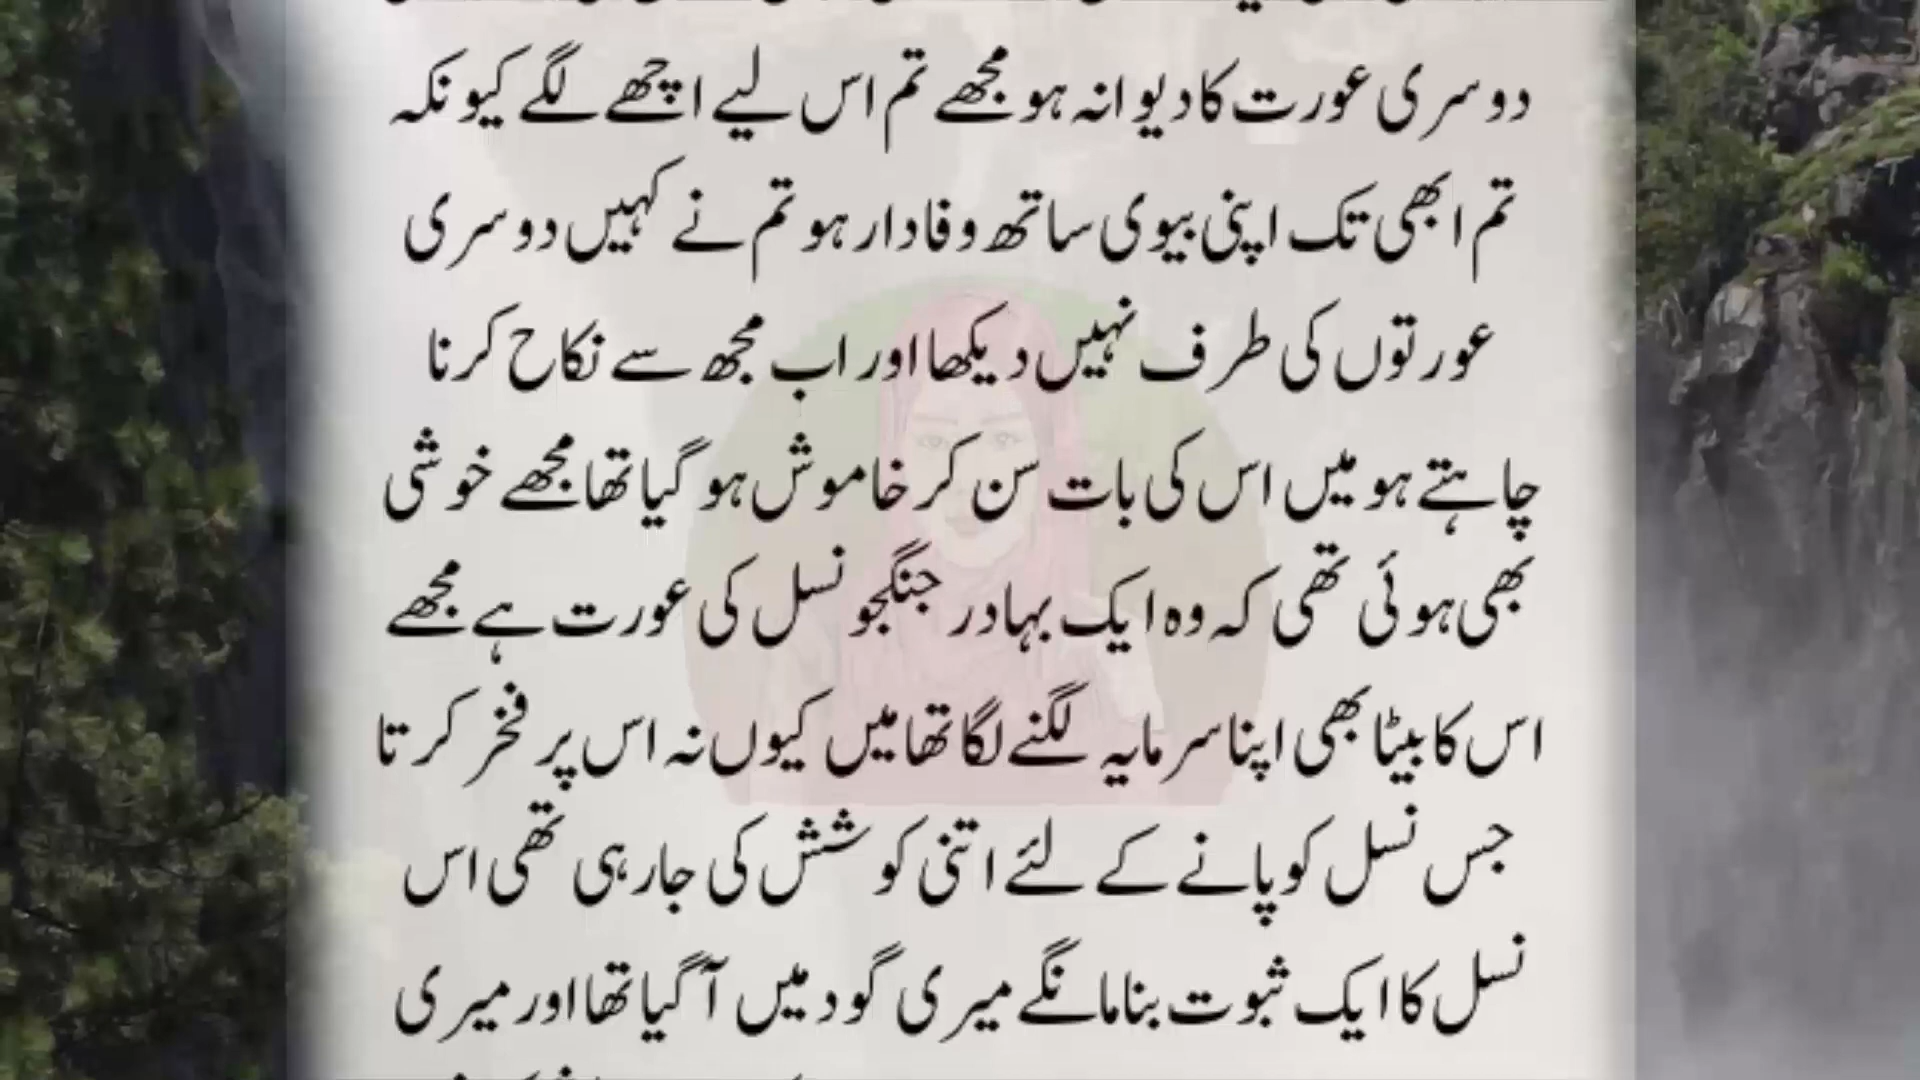 دوسری عورت کا دیوانہ ہو مجھے تم اس لیے اچھے لگے کیونکہ
تم ابھی تک اپنی بیوی ساتھ وفادار ہو تم نے کہیں دوسری
عورتوں کی طرف نہیں دیکھا اور اب مجھ سے نکاح کرنا
چاہتے ہو میں اس کی بات سن کر خاموش ہو گیا تھا مجھے خوشی
بھی ہوئی تھی کہ وہ ایک بہادر جنگجو نسل کی عورت ہے مجھے
اس کا بیٹا بھی اپنا سرمایہ لگنے لگا تھا میں کیوں نہ اس پر فخر کرتا
جس نسل کو پانے کے لئے اتنی کوشش کی جا رہی تھی اس
نسل کا ایک ثبوت بنا مانگے میری گود میں آ گیا تھا اور میری